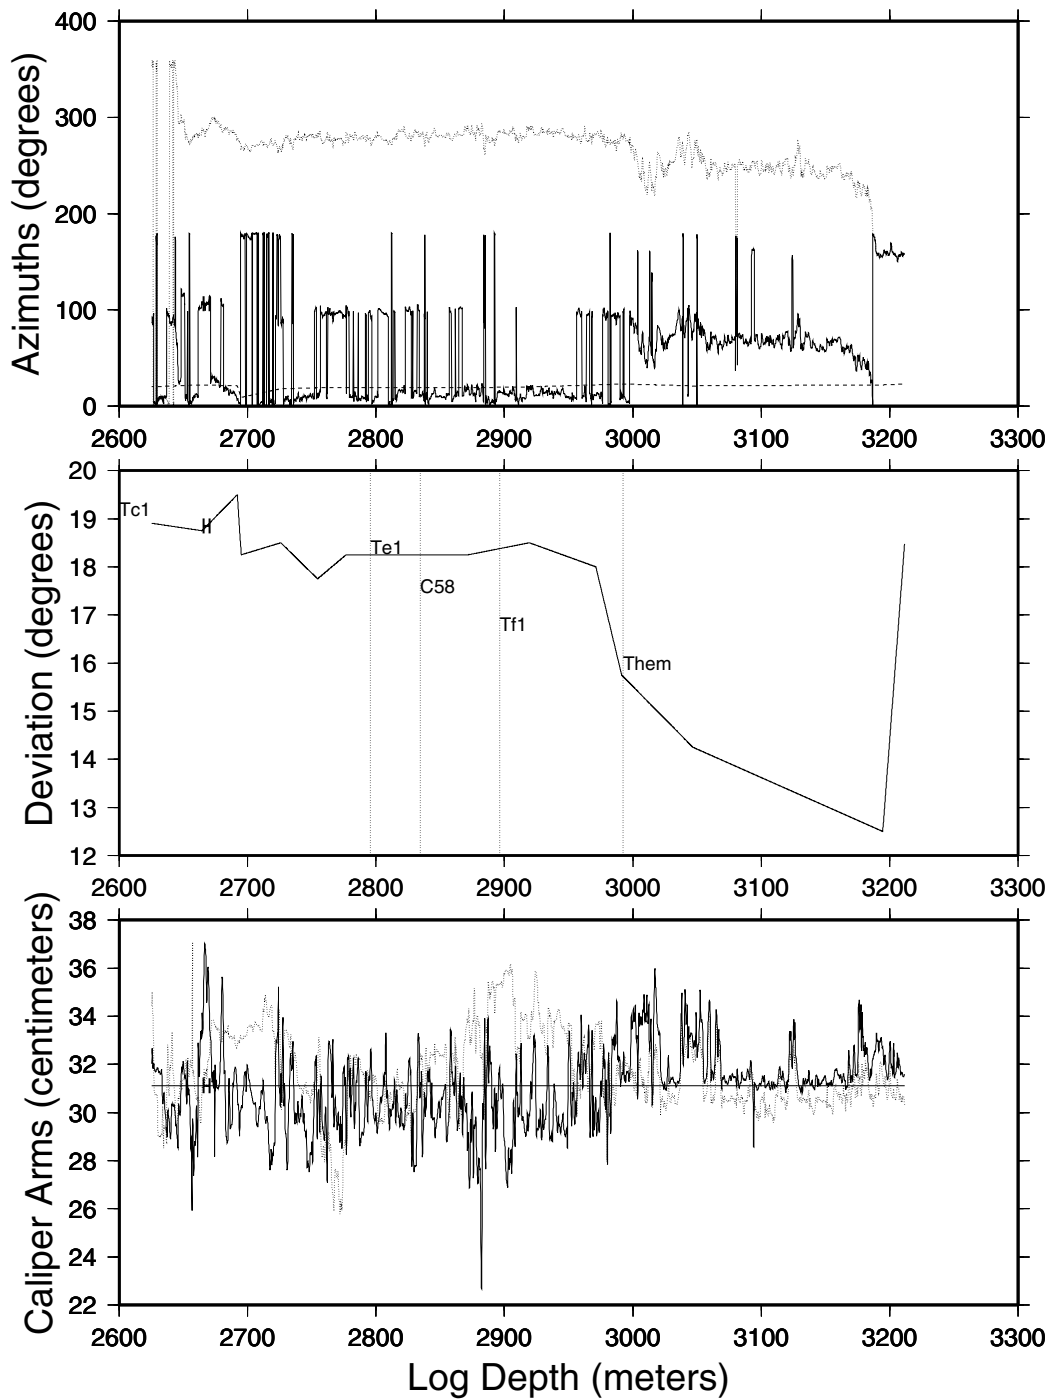 Azimuths (degrees)
400
300
200
100
0
2600 2700 2800 2900 3000 3100 3200 3300
Deviation (degrees)
20
19
18
17
16
15
14
13
12
Tc1
H
Te1
C58
Tf1
Them
2600 2700 2800 2900 3000 3100 3200 3300
Caliper Arms (centimeters)
38
36
34
32
30
28
26
24
22
2600 2700 2800 2900 3000 3100 3200 3300
Log Depth (meters)